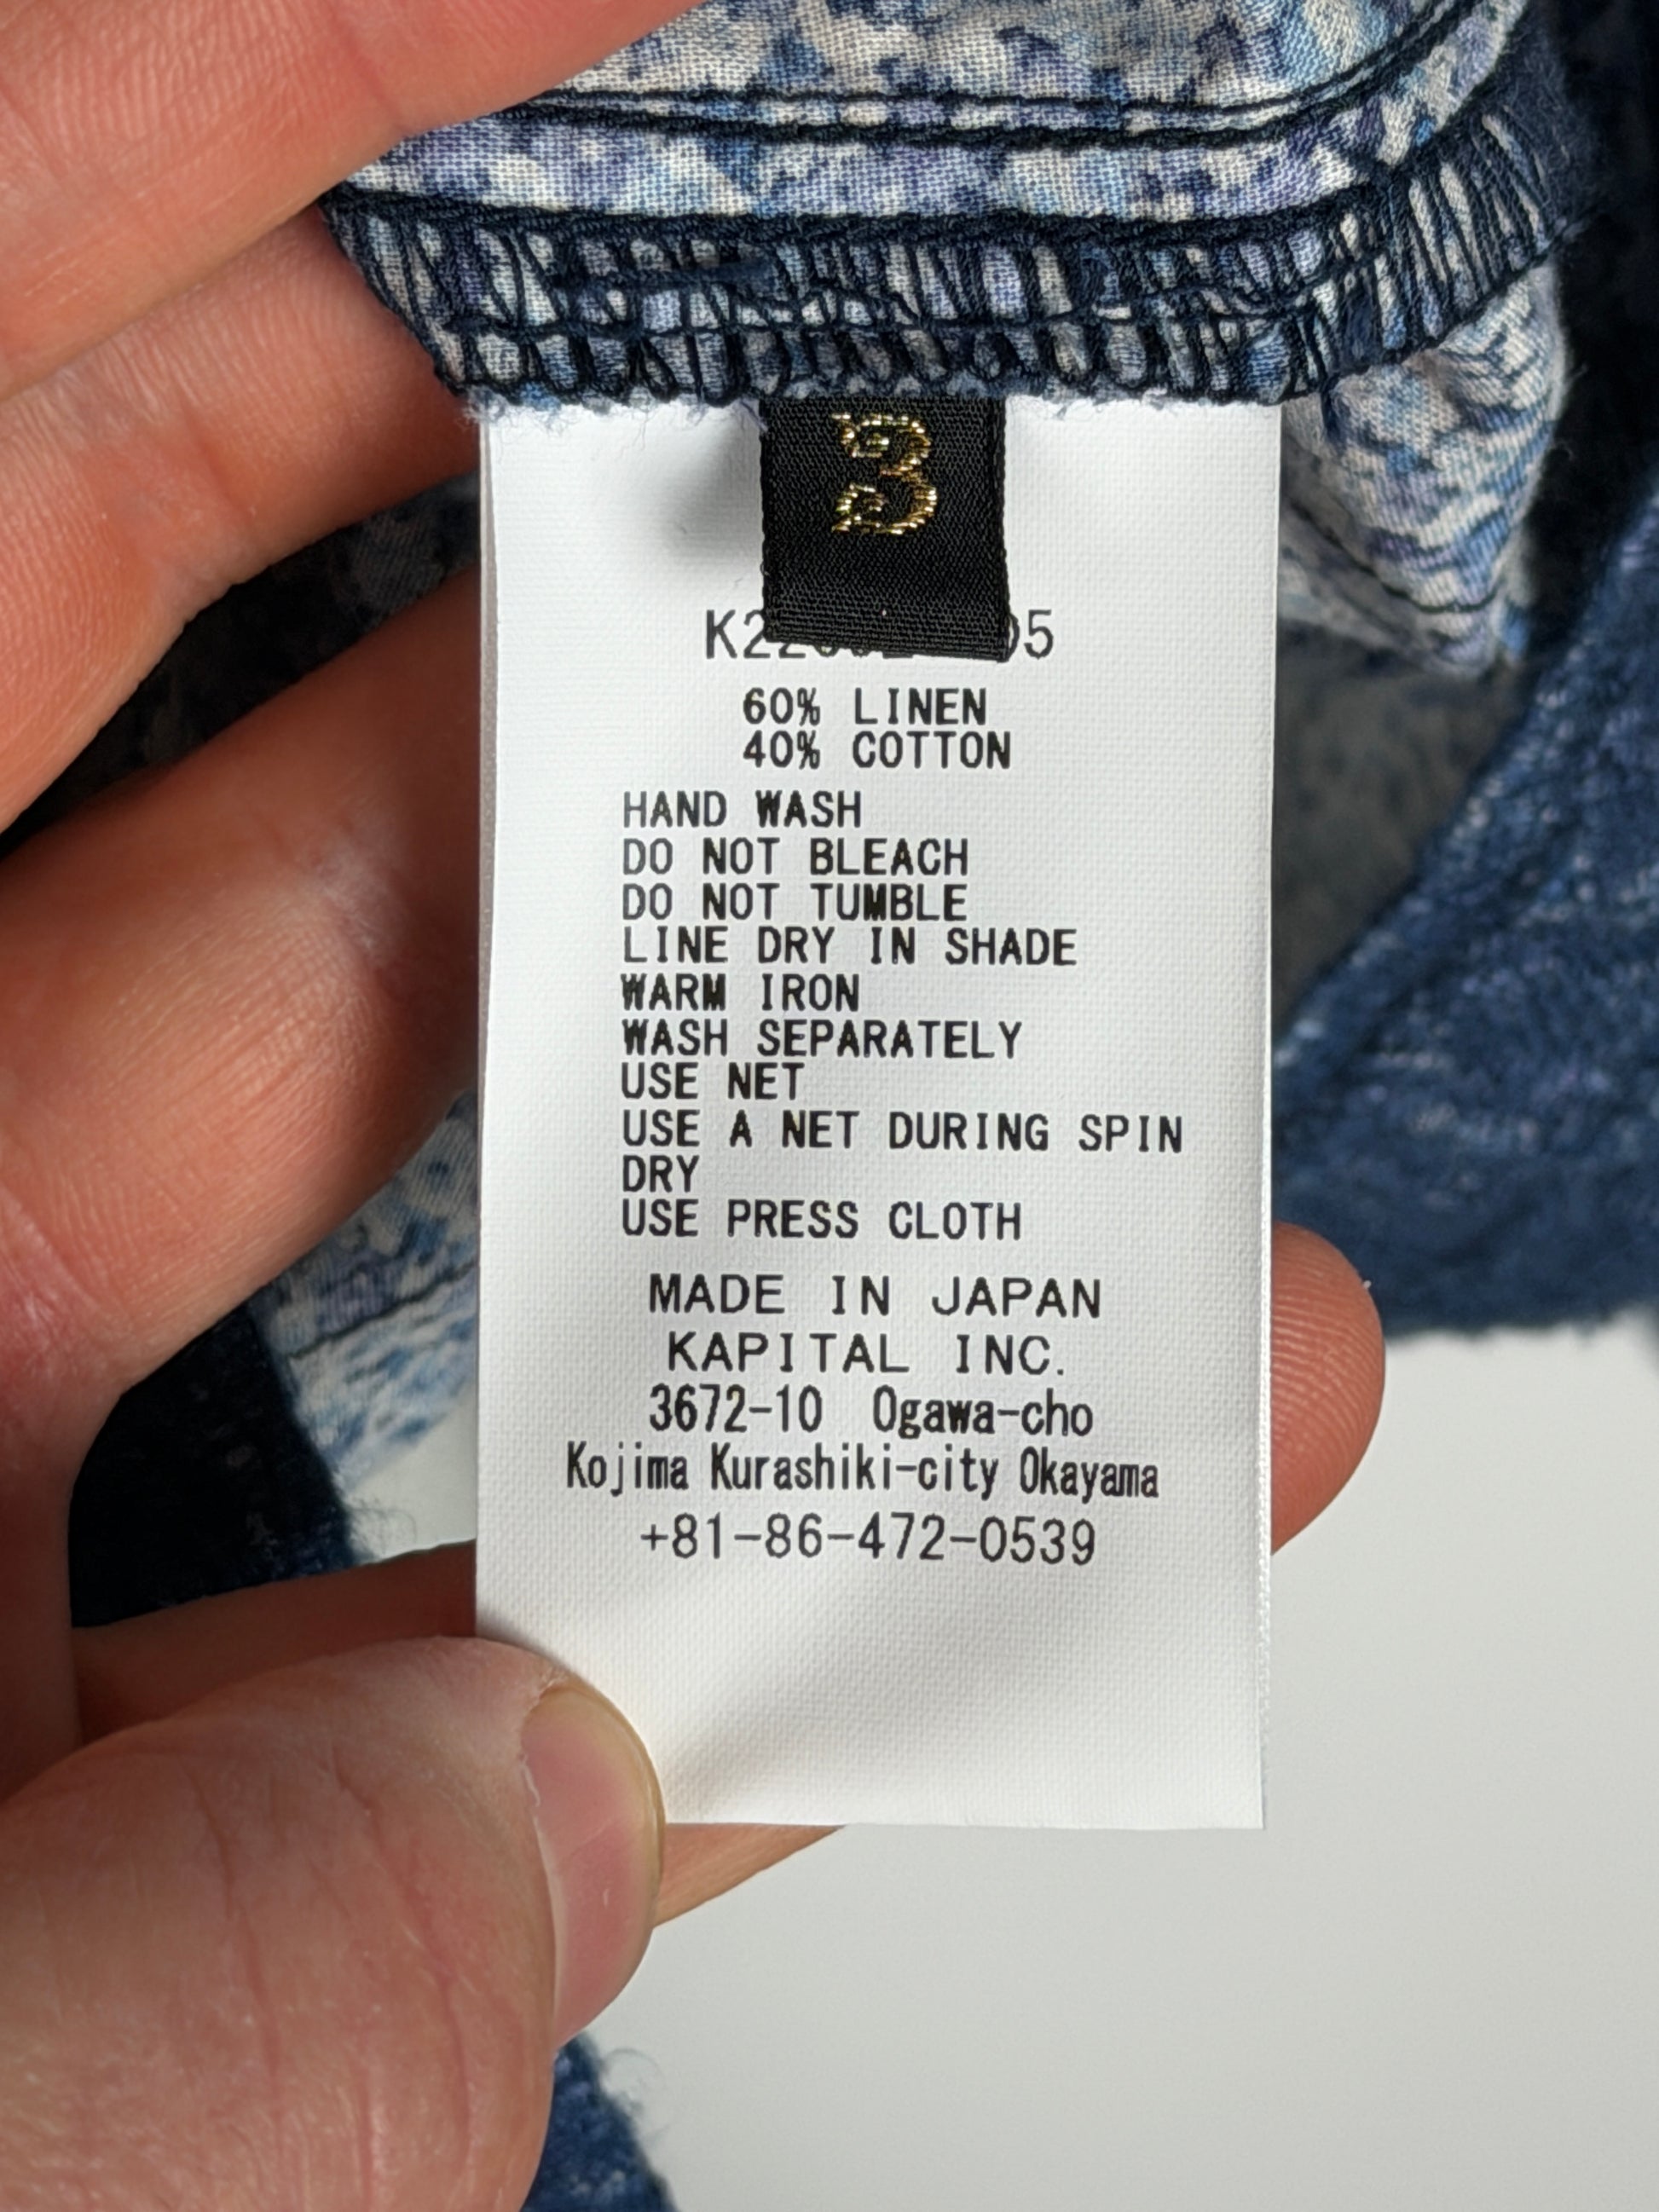 3
60% LINEN
40% COTTON
HAND WASH
DO NOT BLEACH
DO NOT TUMBLE
LINE DRY IN SHADE
WARM IRON
WASH SEPARATELY
USE NET
USE A NET DURING SPIN
DRY
USE PRESS CLOTH
MADE IN JAPAN
KAPITAL INC.
3672-10 Ogawa-cho
Kojima Kurashiki-city Okayama
+81-86-472-0539